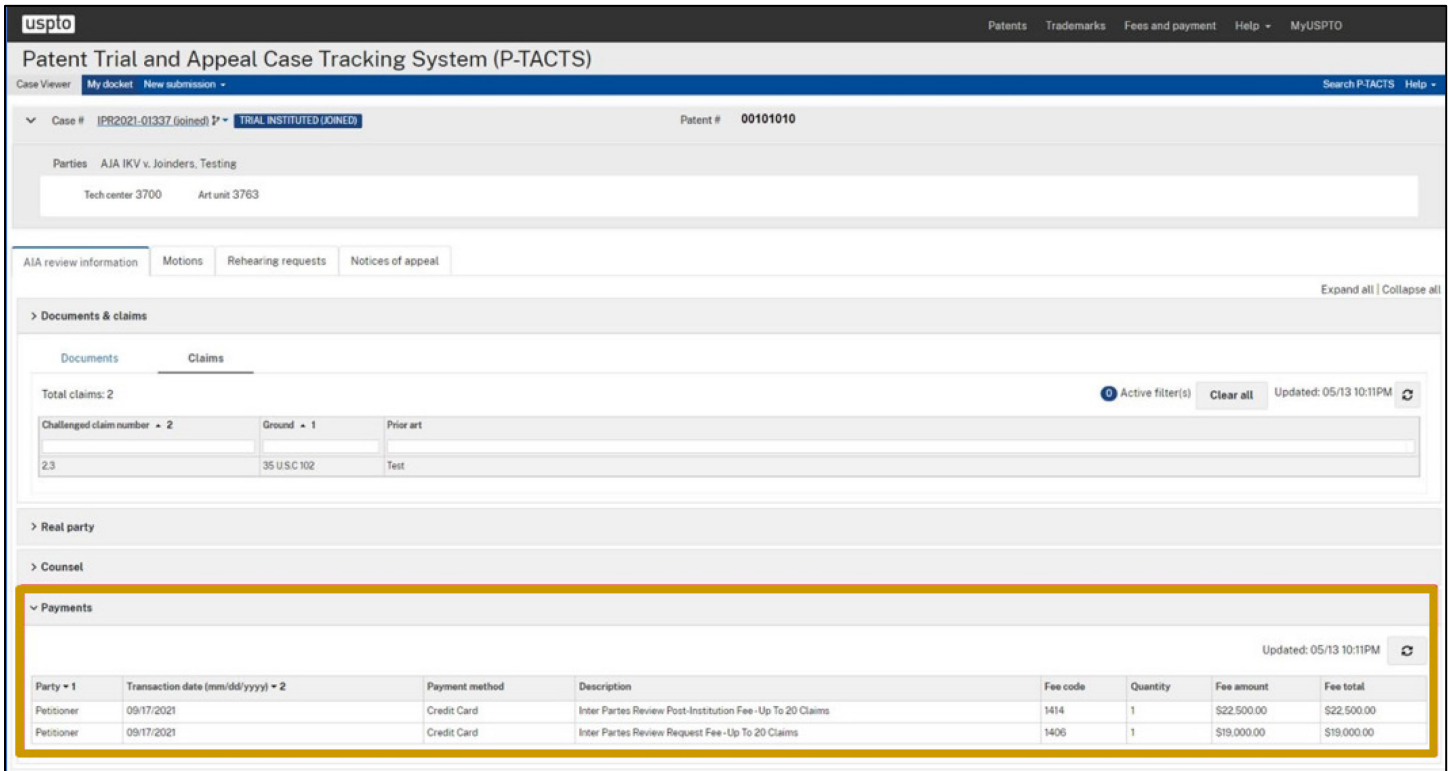 uspto
Patents Trademarks Fees and payment Help MyUSPTO
Patent Trial and Appeal Case Tracking System (P-TACTS)
Case Viewer My docket New submission Search P-TACTS Help
Case # IPR2021-01337 (joined) TRIAL INSTITUTED (JOINED) Patent # 00101010
Parties AJA IKV v. Joinders, Testing
Tech center 3700 Art unit 3763
AIA review information Motions Rehearing requests Notices of appeal
Expand all | Collapse all
> Documents & claims
Documents Claims
Total claims: 2 0 Active filter(s) Clear all Updated: 05/13 10:11PM
Challenged claim number 2 Ground 1 Prior art
2,3 35 U.S.C 102 Test
> Real party
> Counsel
Payments
Updated: 05/13 10:11PM
Party 1 Transaction date (mm/dd/yyyy) 2 Payment method Description Fee code Quantity Fee amount Fee total
Petitioner 09/17/2021 Credit Card Inter Partes Review Post-Institution Fee - Up To 20 Claims 1414 1 $22,500.00 $22,500.00
Petitioner 09/17/2021 Credit Card Inter Partes Review Request Fee - Up To 20 Claims 1406 1 $19,000.00 $19,000.00